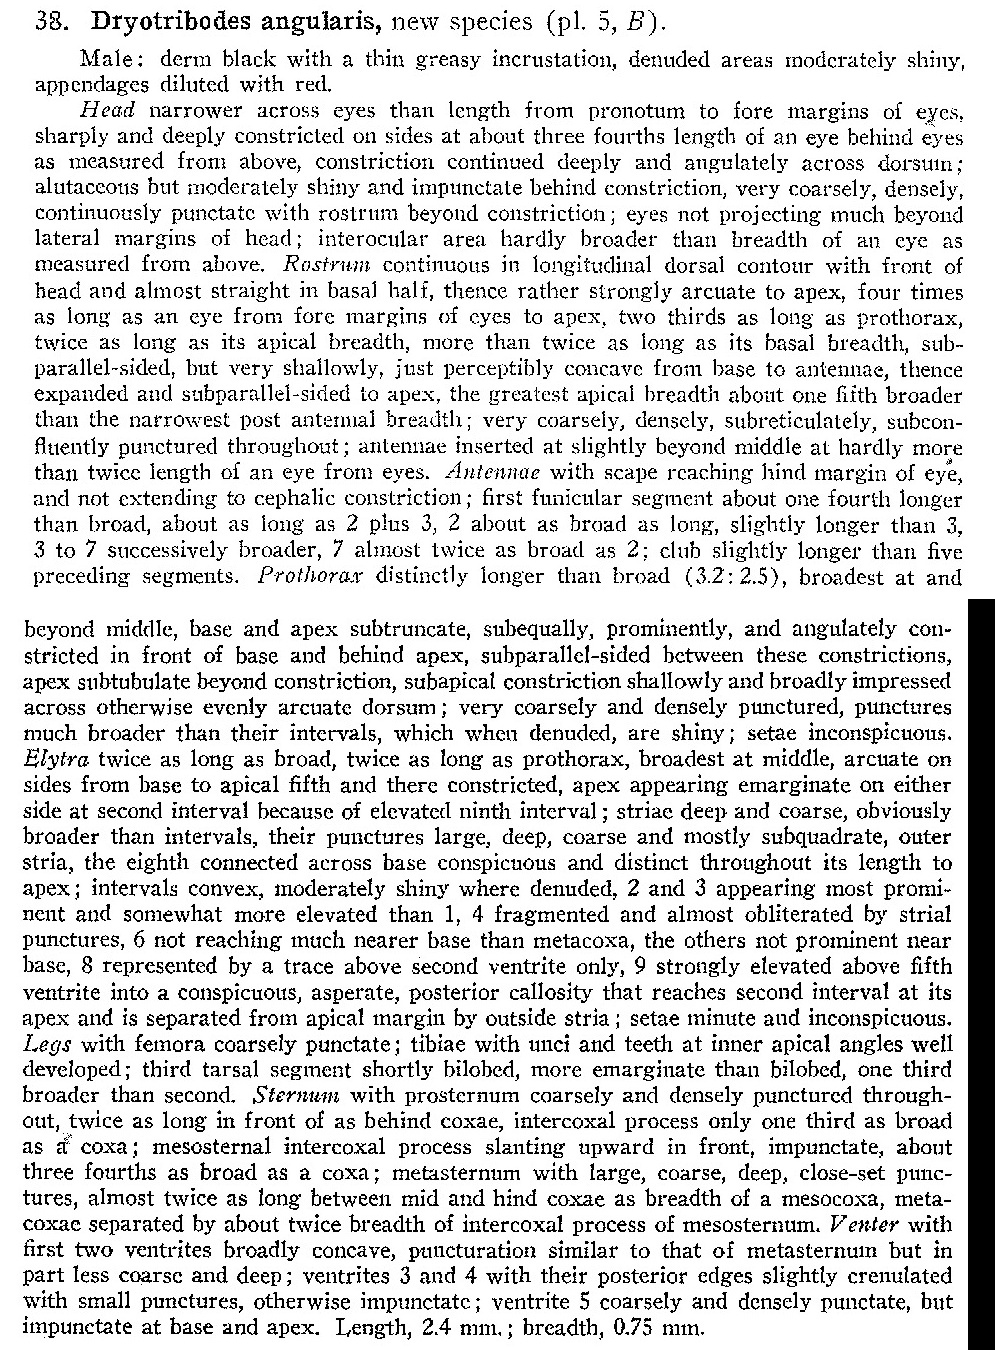 38. Dryotribodes angularis, new species (pl. 5, B).
Male: derm black with a thin greasy incrustation, denuded areas moderately shiny,
appendages diluted with red.
Head narrower across eyes than length from pronotum to fore margins of eyes,
sharply and deeply constricted on sides at about three fourths length of an eye behind eyes
as measured from above, constriction continued deeply and angulately across dorsum;
alutaceous but moderately shiny and impunctate behind constriction, very coarsely, densely,
continuously punctate with rostrum beyond constriction; eyes not projecting much beyond
lateral margins of head; interocular area hardly broader than breadth of an eye as
measured from above. Rostrum continuous in longitudinal dorsal contour with front of
head and almost straight in basal half, thence rather strongly arcuate to apex, four times
as long as an eye from fore margins of eyes to apex, two thirds as long as prothorax,
twice as long as its apical breadth, more than twice as long as its basal breadth, sub-
parallel-sided, but very shallowly, just perceptibly concave from base to antennae, thence
expanded and subparallel-sided to apex, the greatest apical breadth about one fifth broader
than the narrowest post antennal breadth; very coarsely, densely, subreticulately, subcon-
fluently punctured throughout; antennae inserted at slightly beyond middle at hardly more
than twice length of an eye from eyes. Antennae with scape reaching hind margin of eye,
and not extending to cephalic constriction; first funicular segment about one fourth longer
than broad, about as long as 2 plus 3, 2 about as broad as long, slightly longer than 3,
3 to 7 successively broader, 7 almost twice as broad as 2; club slightly longer than five
preceding segments. Prothorax distinctly longer than broad (3.2:2.5), broadest at and
beyond middle, base and apex subtruncate, subequally, prominently, and angulately con-
stricted in front of base and behind apex, subparallel-sided between these constrictions,
apex subtubulate beyond constriction, subapical constriction shallowly and broadly impressed
across otherwise evenly arcuate dorsum; very coarsely and densely punctured, punctures
much broader than their intervals, which when denuded, are shiny; setae inconspicuous.
Elytra twice as long as broad, twice as long as prothorax, broadest at middle, arcuate on
sides from base to apical fifth and there constricted, apex appearing emarginate on either
side at second interval because of elevated ninth interval; striae deep and coarse, obviously
broader than intervals, their punctures large, deep, coarse and mostly subquadrate, outer
stria, the eighth connected across base conspicuous and distinct throughout its length to
apex; intervals convex, moderately shiny where denuded, 2 and 3 appearing most promi-
nent and somewhat more elevated than 1, 4 fragmented and almost obliterated by strial
punctures, 6 not reaching much nearer base than metacoxa, the others not prominent near
base, 8 represented by a trace above second ventrite only, 9 strongly elevated above fifth
ventrite into a conspicuous, asperate, posterior callosity that reaches second interval at its
apex and is separated from apical margin by outside stria; setae minute and inconspicuous.
Legs with femora coarsely punctate; tibiae with unci and teeth at inner apical angles well
developed; third tarsal segment shortly bilobed, more emarginate than bilobed, one third
broader than second. Sternum with prosternum coarsely and densely punctured through-
out, twice as long in front of as behind coxae, intercoxal process only one third as broad
as a coxa; mesosternal intercoxal process slanting upward in front, impunctate, about
three fourths as broad as a coxa; metasternum with large, coarse, deep, close-set punc-
tures, almost twice as long between mid and hind coxae as breadth of a mesocoxa, meta-
coxae separated by about twice breadth of intercoxal process of mesosternum. Venter with
first two ventrites broadly concave, puncturation similar to that of metasternum but in
part less coarse and deep; ventrites 3 and 4 with their posterior edges slightly crenulated
with small punctures, otherwise impunctate; ventrite 5 coarsely and densely punctate, but
impunctate at base and apex. Length, 2.4 mm.; breadth, 0.75 mm.